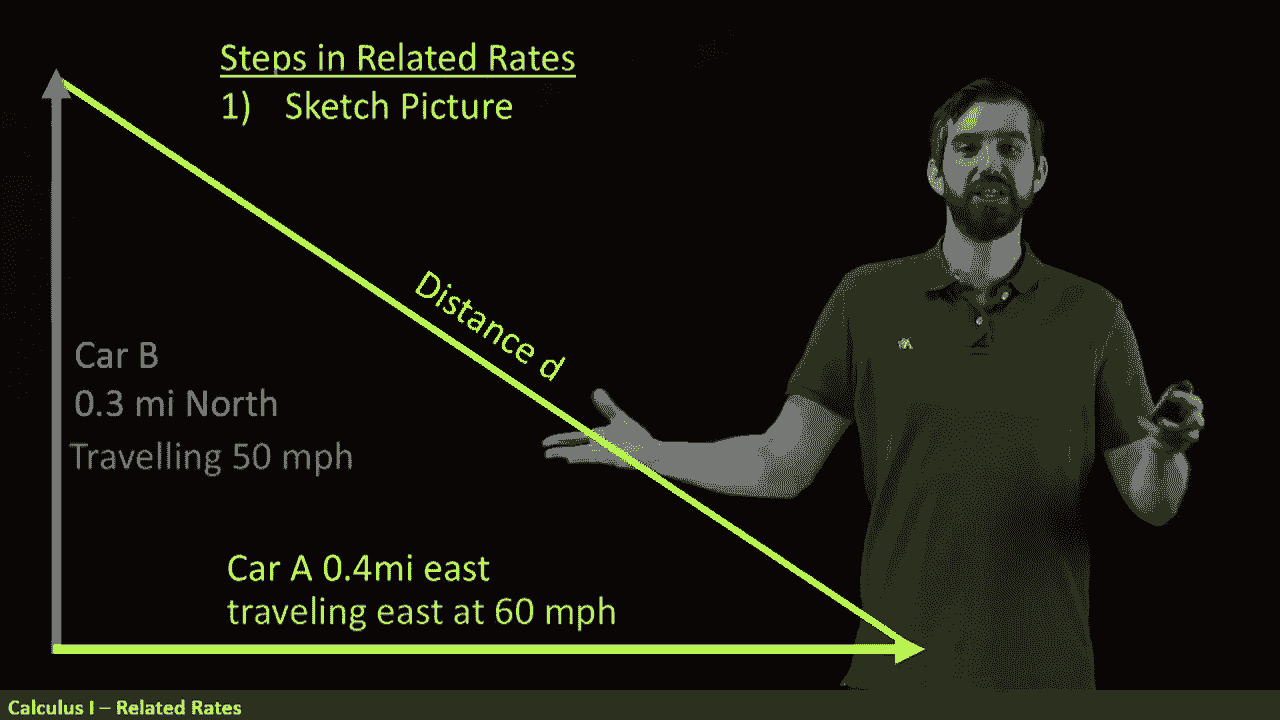 Steps in Related Rates
1) Sketch Picture
Distance d
Car B
0.3 mi North
Travelling 50 mph
Car A 0.4mi east
traveling east at 60 mph
Calculus I – Related Rates